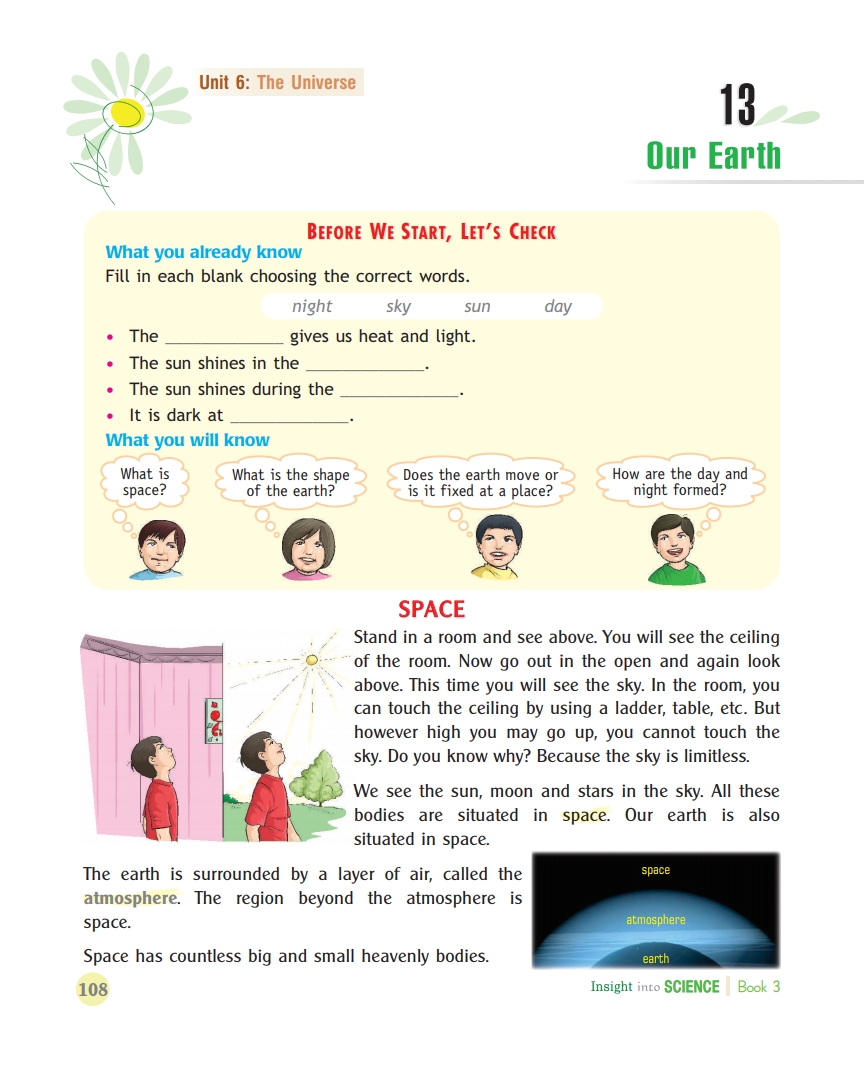 Unit 6: The Universe
13
Our Earth
BEFORE WE START, LET'S CHECK
What you already know
Fill in each blank choosing the correct words.
night sky sun day
• The _____________ gives us heat and light.
• The sun shines in the _____________.
• The sun shines during the _____________.
• It is dark at _____________.
What you will know
What is
space?
What is the shape
of the earth?
Does the earth move or
is it fixed at a place?
How are the day and
night formed?
SPACE
Stand in a room and see above. You will see the ceiling
of the room. Now go out in the open and again look
above. This time you will see the sky. In the room, you
can touch the ceiling by using a ladder, table, etc. But
however high you may go up, you cannot touch the
sky. Do you know why? Because the sky is limitless.
We see the sun, moon and stars in the sky. All these
bodies are situated in space. Our earth is also
situated in space.
The earth is surrounded by a layer of air, called the
atmosphere. The region beyond the atmosphere is
space.
Space has countless big and small heavenly bodies.
space
atmosphere
earth
108
Insight into SCIENCE Book 3